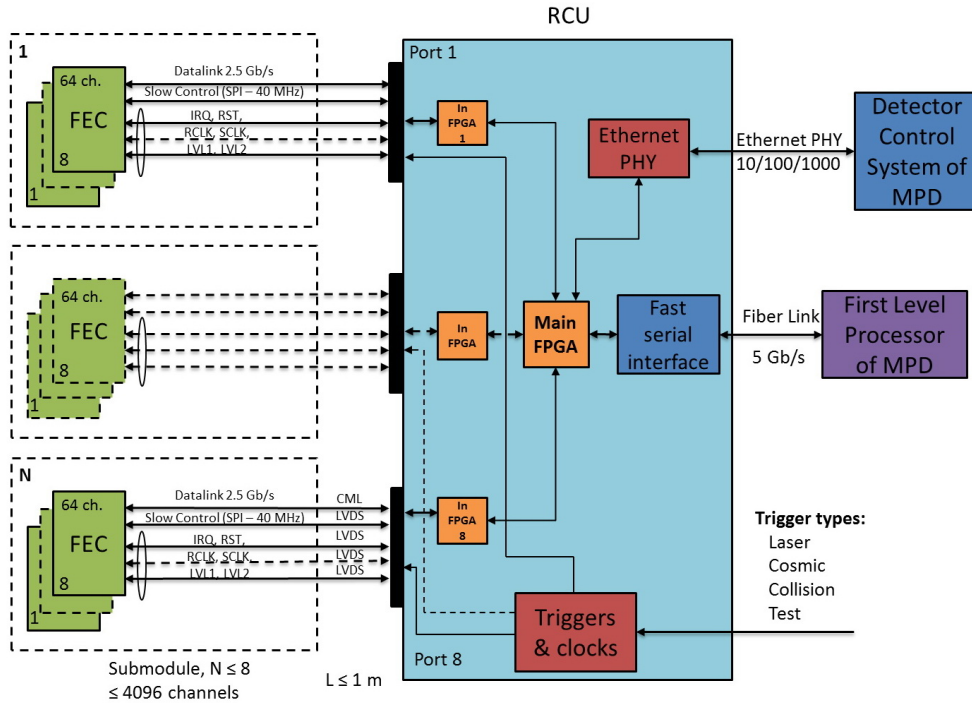 RCU
1
64 ch.
FEC
8
1
Datalink 2.5 Gb/s
Slow Control (SPI – 40 MHz)
IRQ, RST,
RCLK, SCLK,
LVL1, LVL2
Port 1
In
FPGA
1
Ethernet
PHY
Ethernet PHY
10/100/1000
Detector
Control
System of
MPD
64 ch.
FEC
8
1
In
FPGA
Main
FPGA
Fast
serial
interface
Fiber Link
5 Gb/s
First Level
Processor
of MPD
N
64 ch.
FEC
8
1
Datalink 2.5 Gb/s CML
Slow Control (SPI – 40 MHz) LVDS
IRQ, RST, LVDS
RCLK, SCLK, LVDS
LVL1, LVL2 LVDS
In
FPGA
8
Triggers
& clocks
Port 8
Trigger types:
Laser
Cosmic
Collision
Test
Submodule, N ≤ 8
≤ 4096 channels
L ≤ 1 m